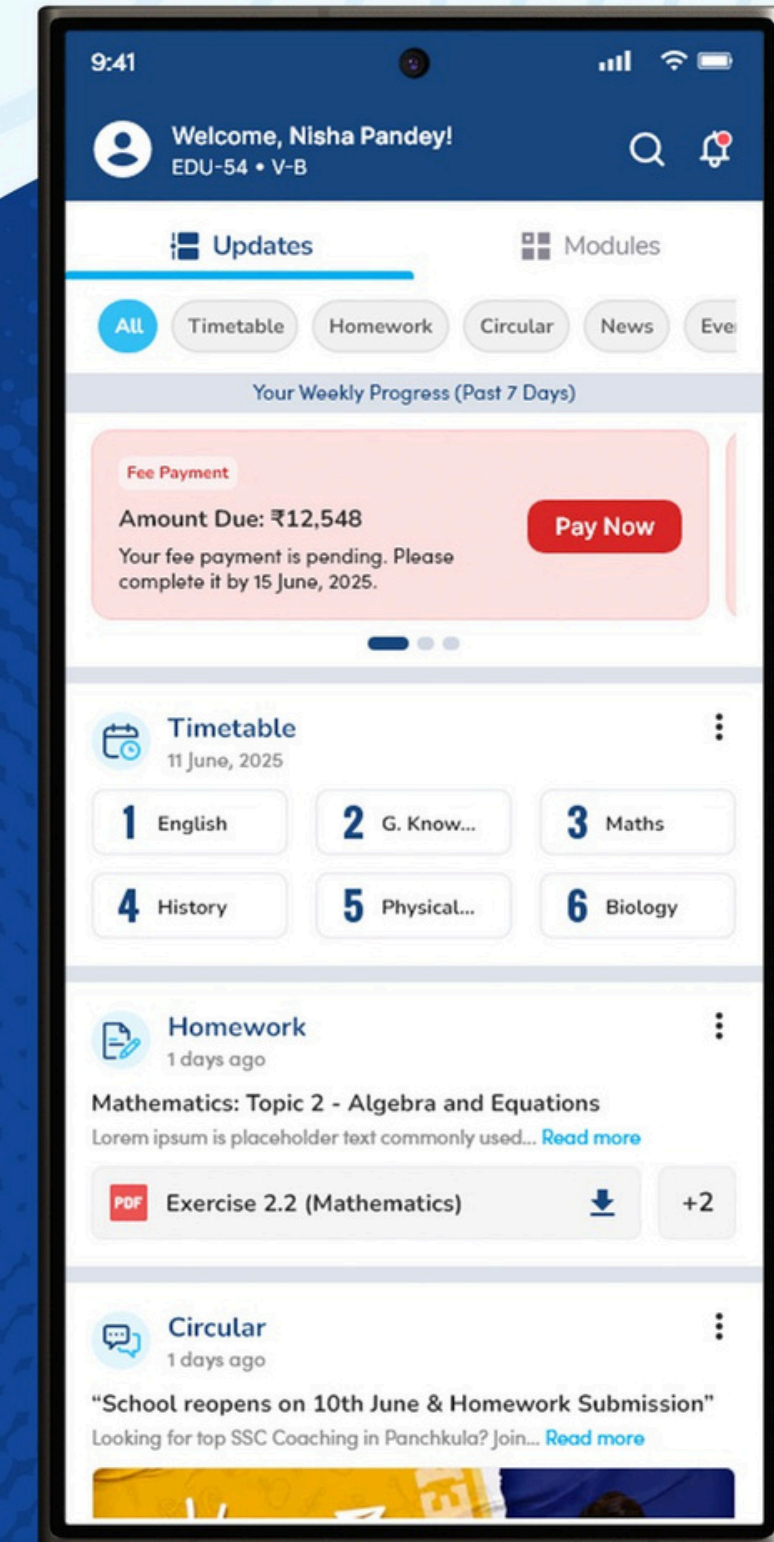 9:41
Welcome, Nisha Pandey!
EDU-54 • V-B
Updates
Modules
All
Timetable
Homework
Circular
News
Eve
Your Weekly Progress (Past 7 Days)
Fee Payment
Amount Due: ₹12,548
Pay Now
Your fee payment is pending. Please
complete it by 15 June, 2025.
Timetable
11 June, 2025
1 English
2 G. Know...
3 Maths
4 History
5 Physical...
6 Biology
Homework
1 days ago
Mathematics: Topic 2 - Algebra and Equations
Lorem ipsum is placeholder text commonly used... Read more
PDF Exercise 2.2 (Mathematics)
+2
Circular
1 days ago
“School reopens on 10th June & Homework Submission”
Looking for top SSC Coaching in Panchkula? Join... Read more